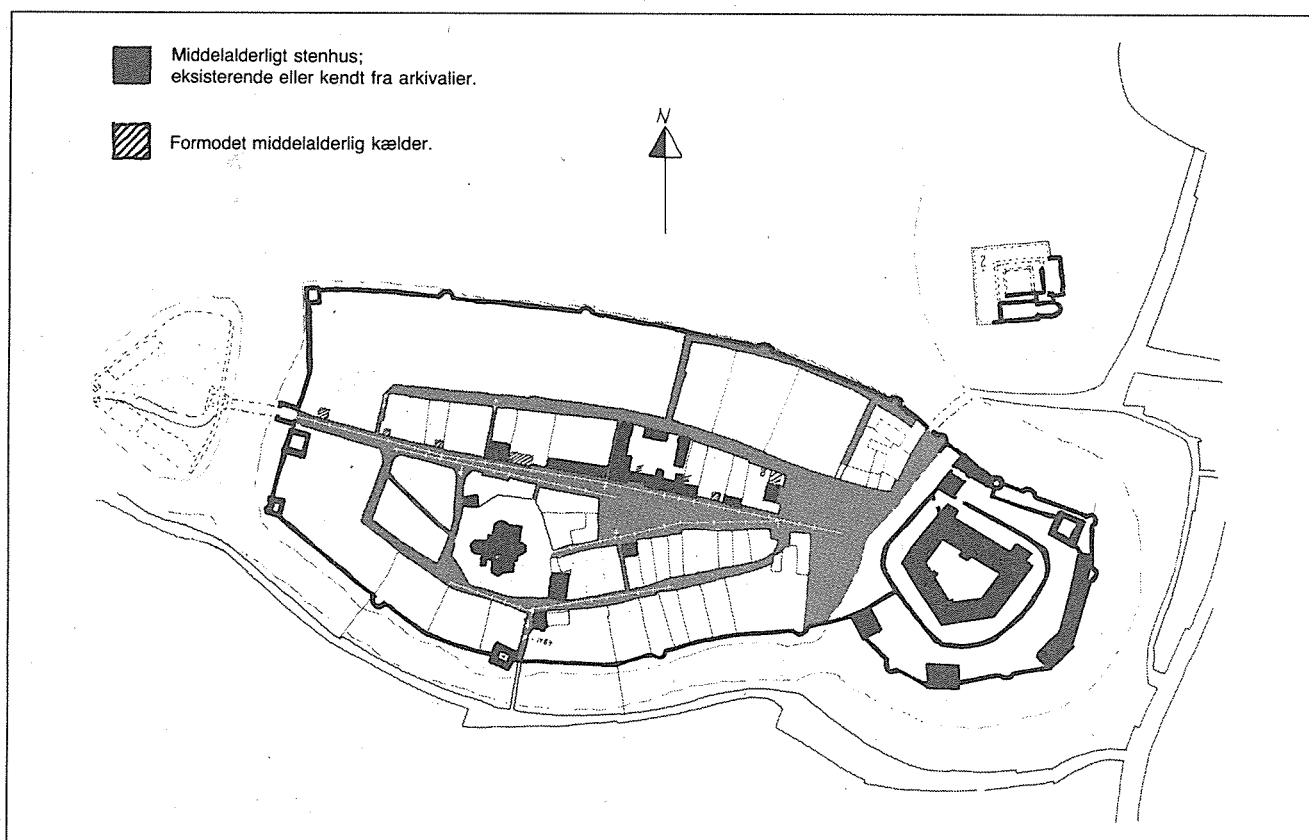 Middelalderligt stenhus;
eksisterende eller kendt fra arkivalier.
Formodet middelalderlig kælder.
N
?